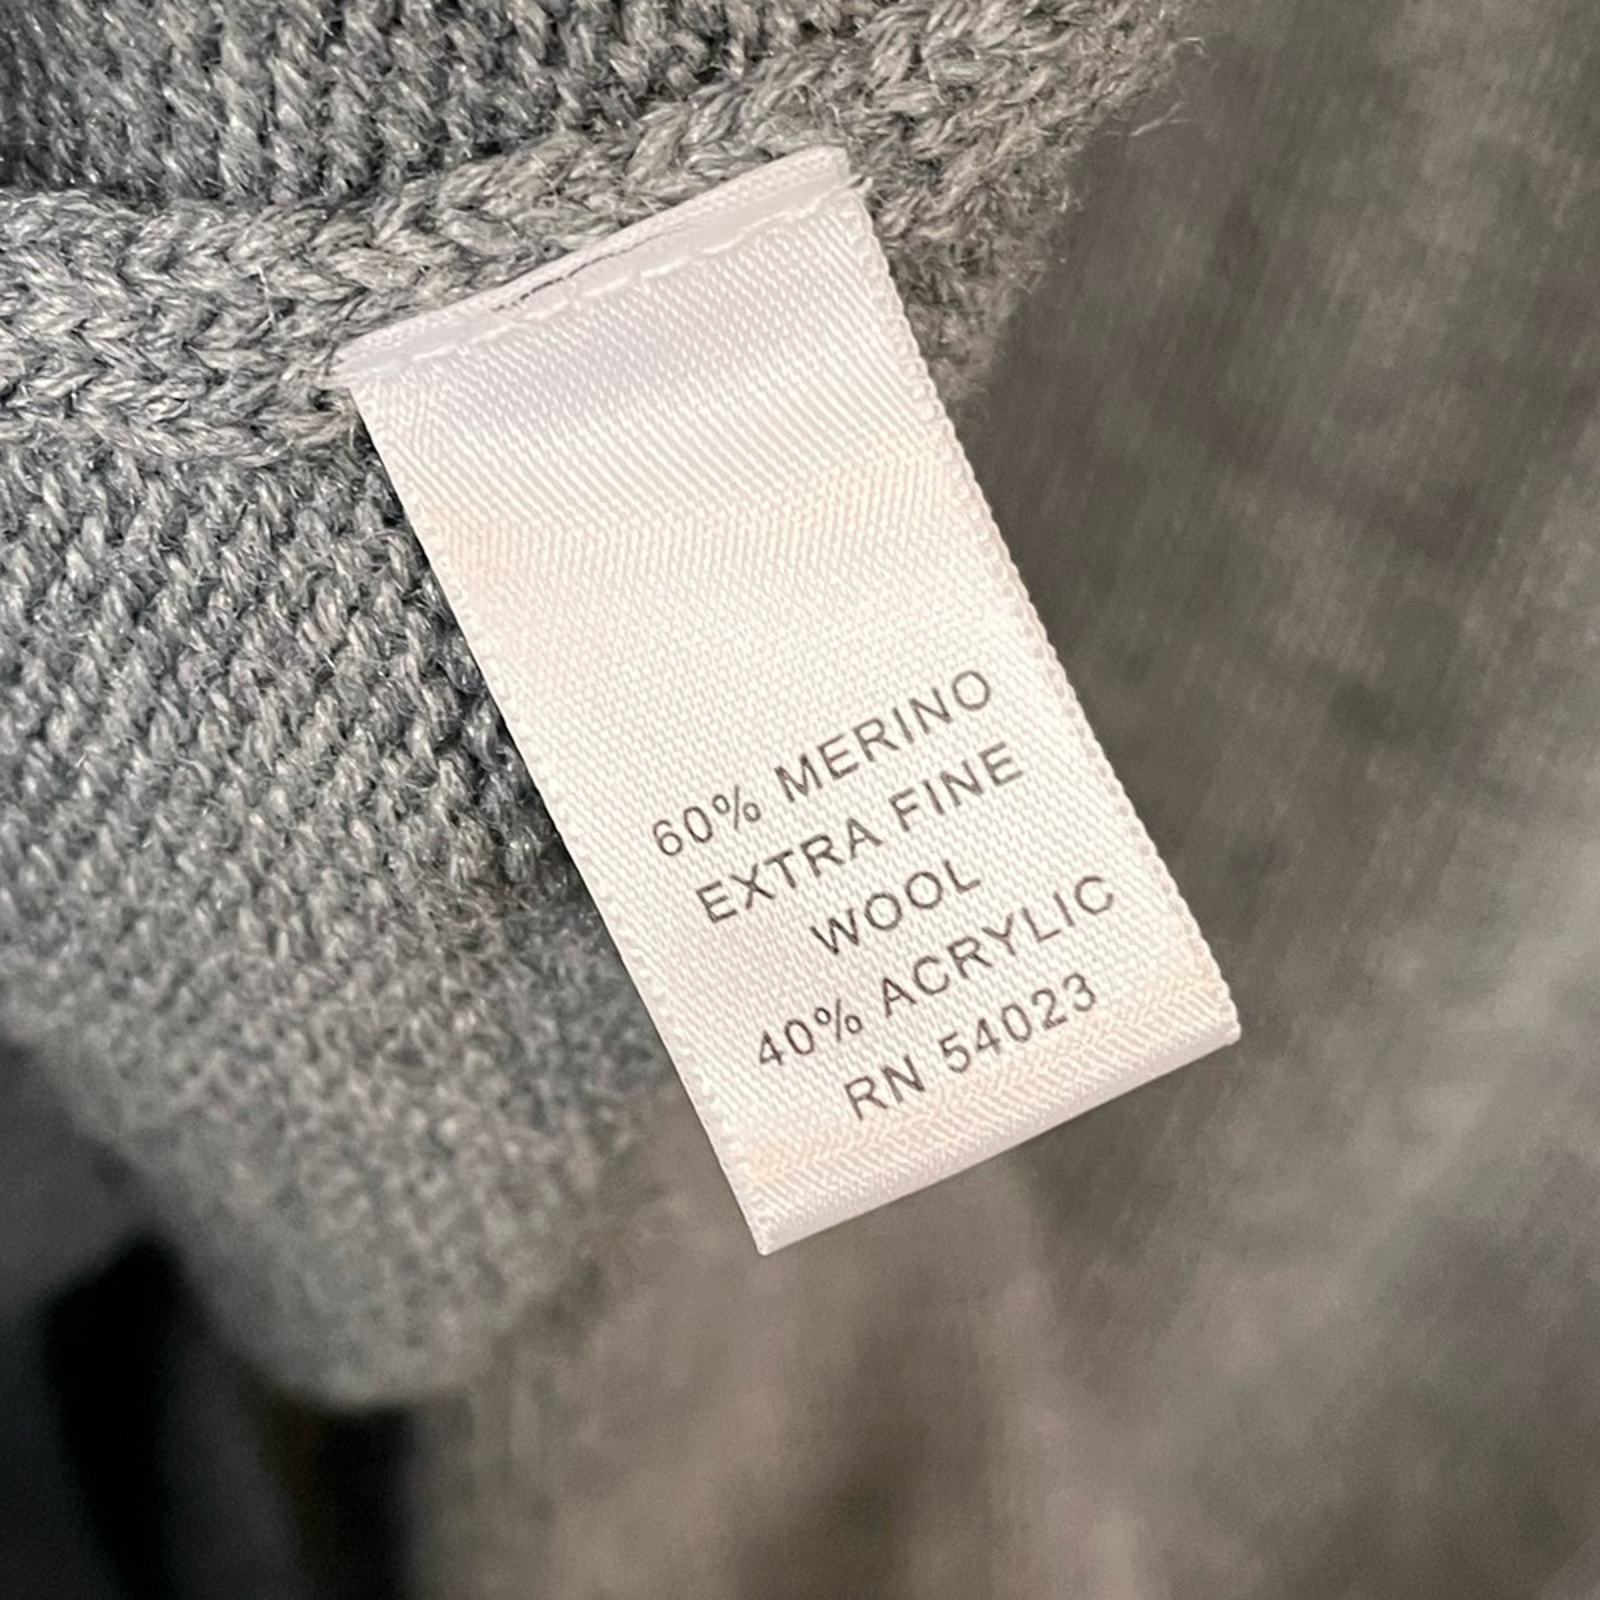 60% MERINO
EXTRA FINE
WOOL
40% ACRYLIC
RN 54023